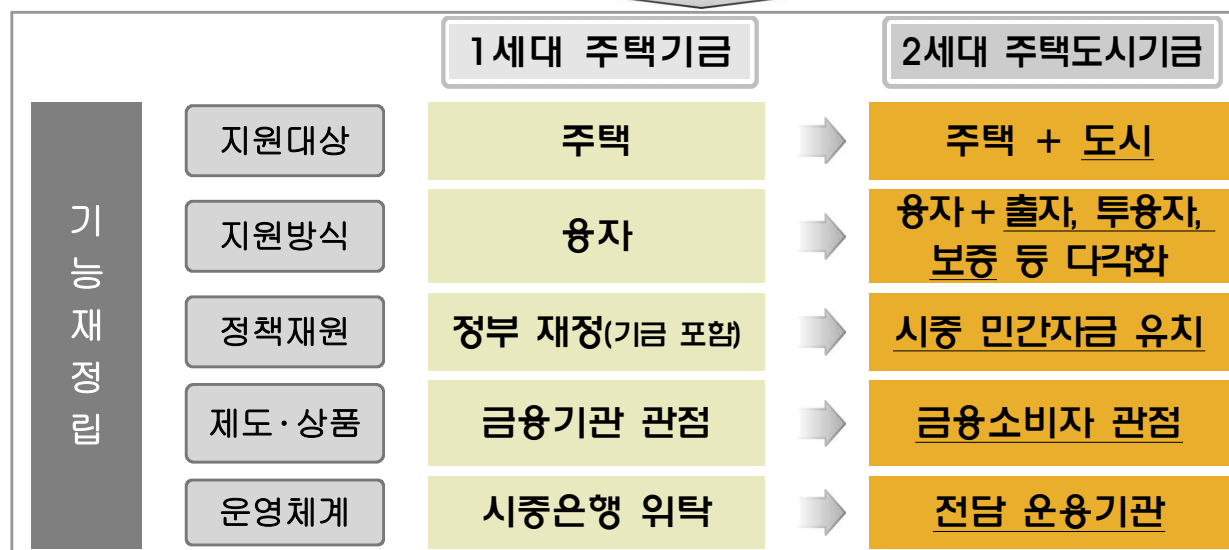 1세대 주택기금
2세대 주택도시기금
기능재정립
지원대상
주택
주택 + 도시
지원방식
융자
융자+출자, 투융자,
보증 등 다각화
정책재원
정부 재정(기금 포함)
시중 민간자금 유치
제도·상품
금융기관 관점
금융소비자 관점
운영체계
시중은행 위탁
전담 운용기관